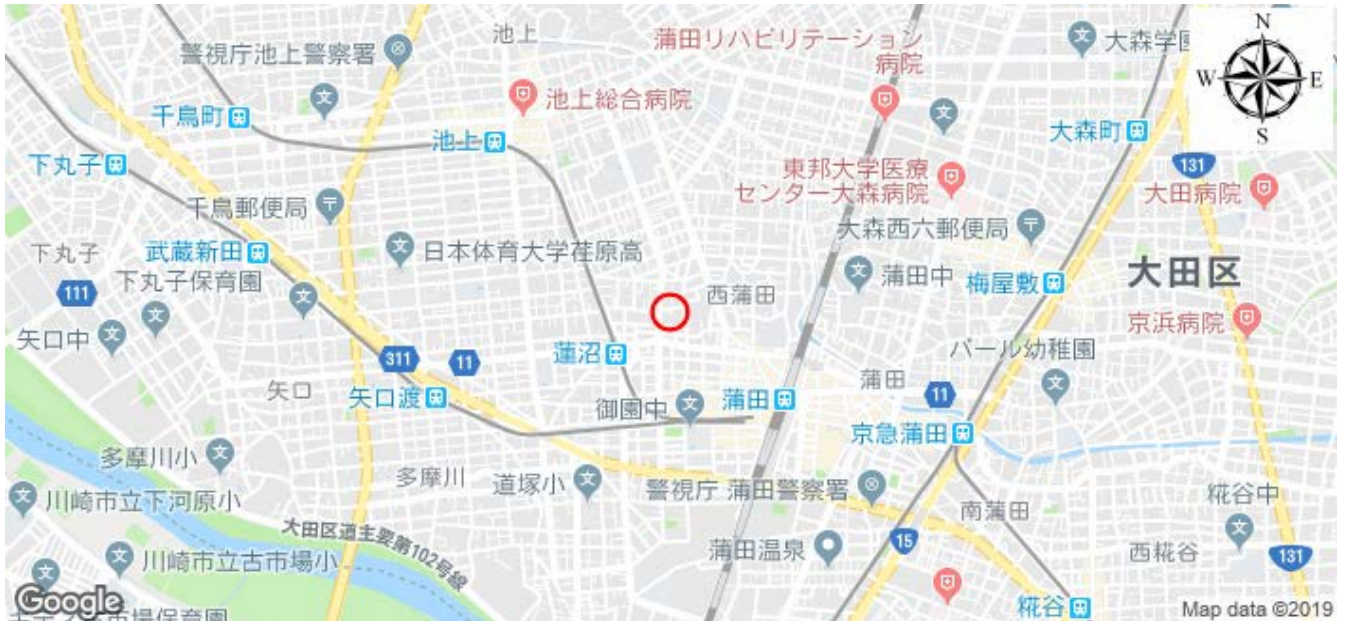 池上
蒲田リハビリテーション
病院
大森学
N
W
E
S
警視庁池上警察署
池上総合病院
千鳥町
池上
大森町
131
下丸子
東邦大学医療
センター大森病院
大田病院
千鳥郵便局
大森西六郵便局
武蔵新田
日本体育大学荏原高
下丸子
下丸子保育園
111
西蒲田
蒲田中
梅屋敷
大田区
矢口中
京浜病院
蓮沼
311
11
パール幼稚園
矢口
矢口渡
御園中
蒲田
蒲田
11
京急蒲田
多摩川小
多摩川
道塚小
警視庁 蒲田警察署
糀谷中
川崎市立下河原小
南蒲田
大田区道主要第102号線
15
蒲田温泉
西糀谷
131
川崎市立古市場小
Google
市場保育園
糀谷
Map data ©2019